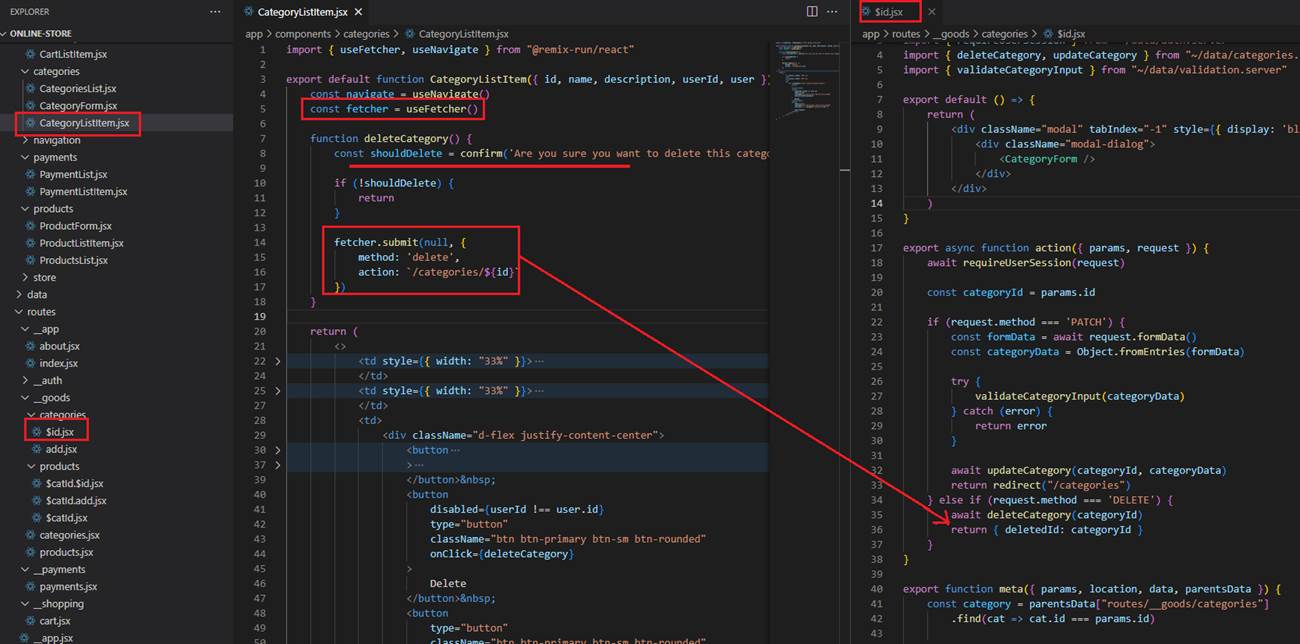 EXPLORER
ONLINE-STORE
CartListItem.jsx
categories
CategoriesList.jsx
CategoryForm.jsx
CategoryListItem.jsx
navigation
payments
PaymentList.jsx
PaymentListItem.jsx
products
ProductForm.jsx
ProductListItem.jsx
ProductsList.jsx
store
data
routes
__app
about.jsx
index.jsx
__auth
__goods
categories
$id.jsx
add.jsx
products
$catId.$id.jsx
$catId.add.jsx
$catId.jsx
categories.jsx
products.jsx
__payments
payments.jsx
__shopping
cart.jsx
__app.jsx
CategoryListItem.jsx
app > components > categories > CategoryListItem.jsx
1 import { useFetcher, useNavigate } from "@remix-run/react"
2
3 export default function CategoryListItem({ id, name, description, userId, user })
4 const navigate = useNavigate()
5 const fetcher = useFetcher()
6
7 function deleteCategory() {
8 const shouldDelete = confirm('Are you sure you want to delete this catego
9
10 if (!shouldDelete) {
11 return
12 }
13
14 fetcher.submit(null, {
15 method: 'delete',
16 action: `/categories/${id}`
17 })
18 }
19
20 return (
21 <>
22 <td style={{ width: "33%" }}>
24 </td>
25 <td style={{ width: "33%" }}>
27 </td>
28 <td>
29 <div className="d-flex justify-content-center">
30 <button
37 >
39 </button>&nbsp;
40 <button
41 disabled={userId !== user.id}
42 type="button"
43 className="btn btn-primary btn-sm btn-rounded"
44 onClick={deleteCategory}
45 >
46 Delete
47 </button>&nbsp;
48 <button
49 type="button"
50 className="btn btn-primary btn-sm btn-rounded"
$id.jsx
app > routes > __goods > categories > $id.jsx
4 import { deleteCategory, updateCategory } from "~/data/categories.
5 import { validateCategoryInput } from "~/data/validation.server"
6
7 export default () => {
8 return (
9 <div className="modal" tabIndex="-1" style={{ display: 'bl
10 <div className="modal-dialog">
11 <CategoryForm />
12 </div>
13 </div>
14 )
15 }
16
17 export async function action({ params, request }) {
18 await requireUserSession(request)
19
20 const categoryId = params.id
21
22 if (request.method === 'PATCH') {
23 const formData = await request.formData()
24 const categoryData = Object.fromEntries(formData)
25
26 try {
27 validateCategoryInput(categoryData)
28 } catch (error) {
29 return error
30 }
31
32 await updateCategory(categoryId, categoryData)
33 return redirect("/categories")
34 } else if (request.method === 'DELETE') {
35 await deleteCategory(categoryId)
36 return { deletedId: categoryId }
37 }
38 }
39
40 export function meta({ params, location, data, parentsData }) {
41 const category = parentsData["routes/__goods/categories"]
42 .find(cat => cat.id === params.id)
43